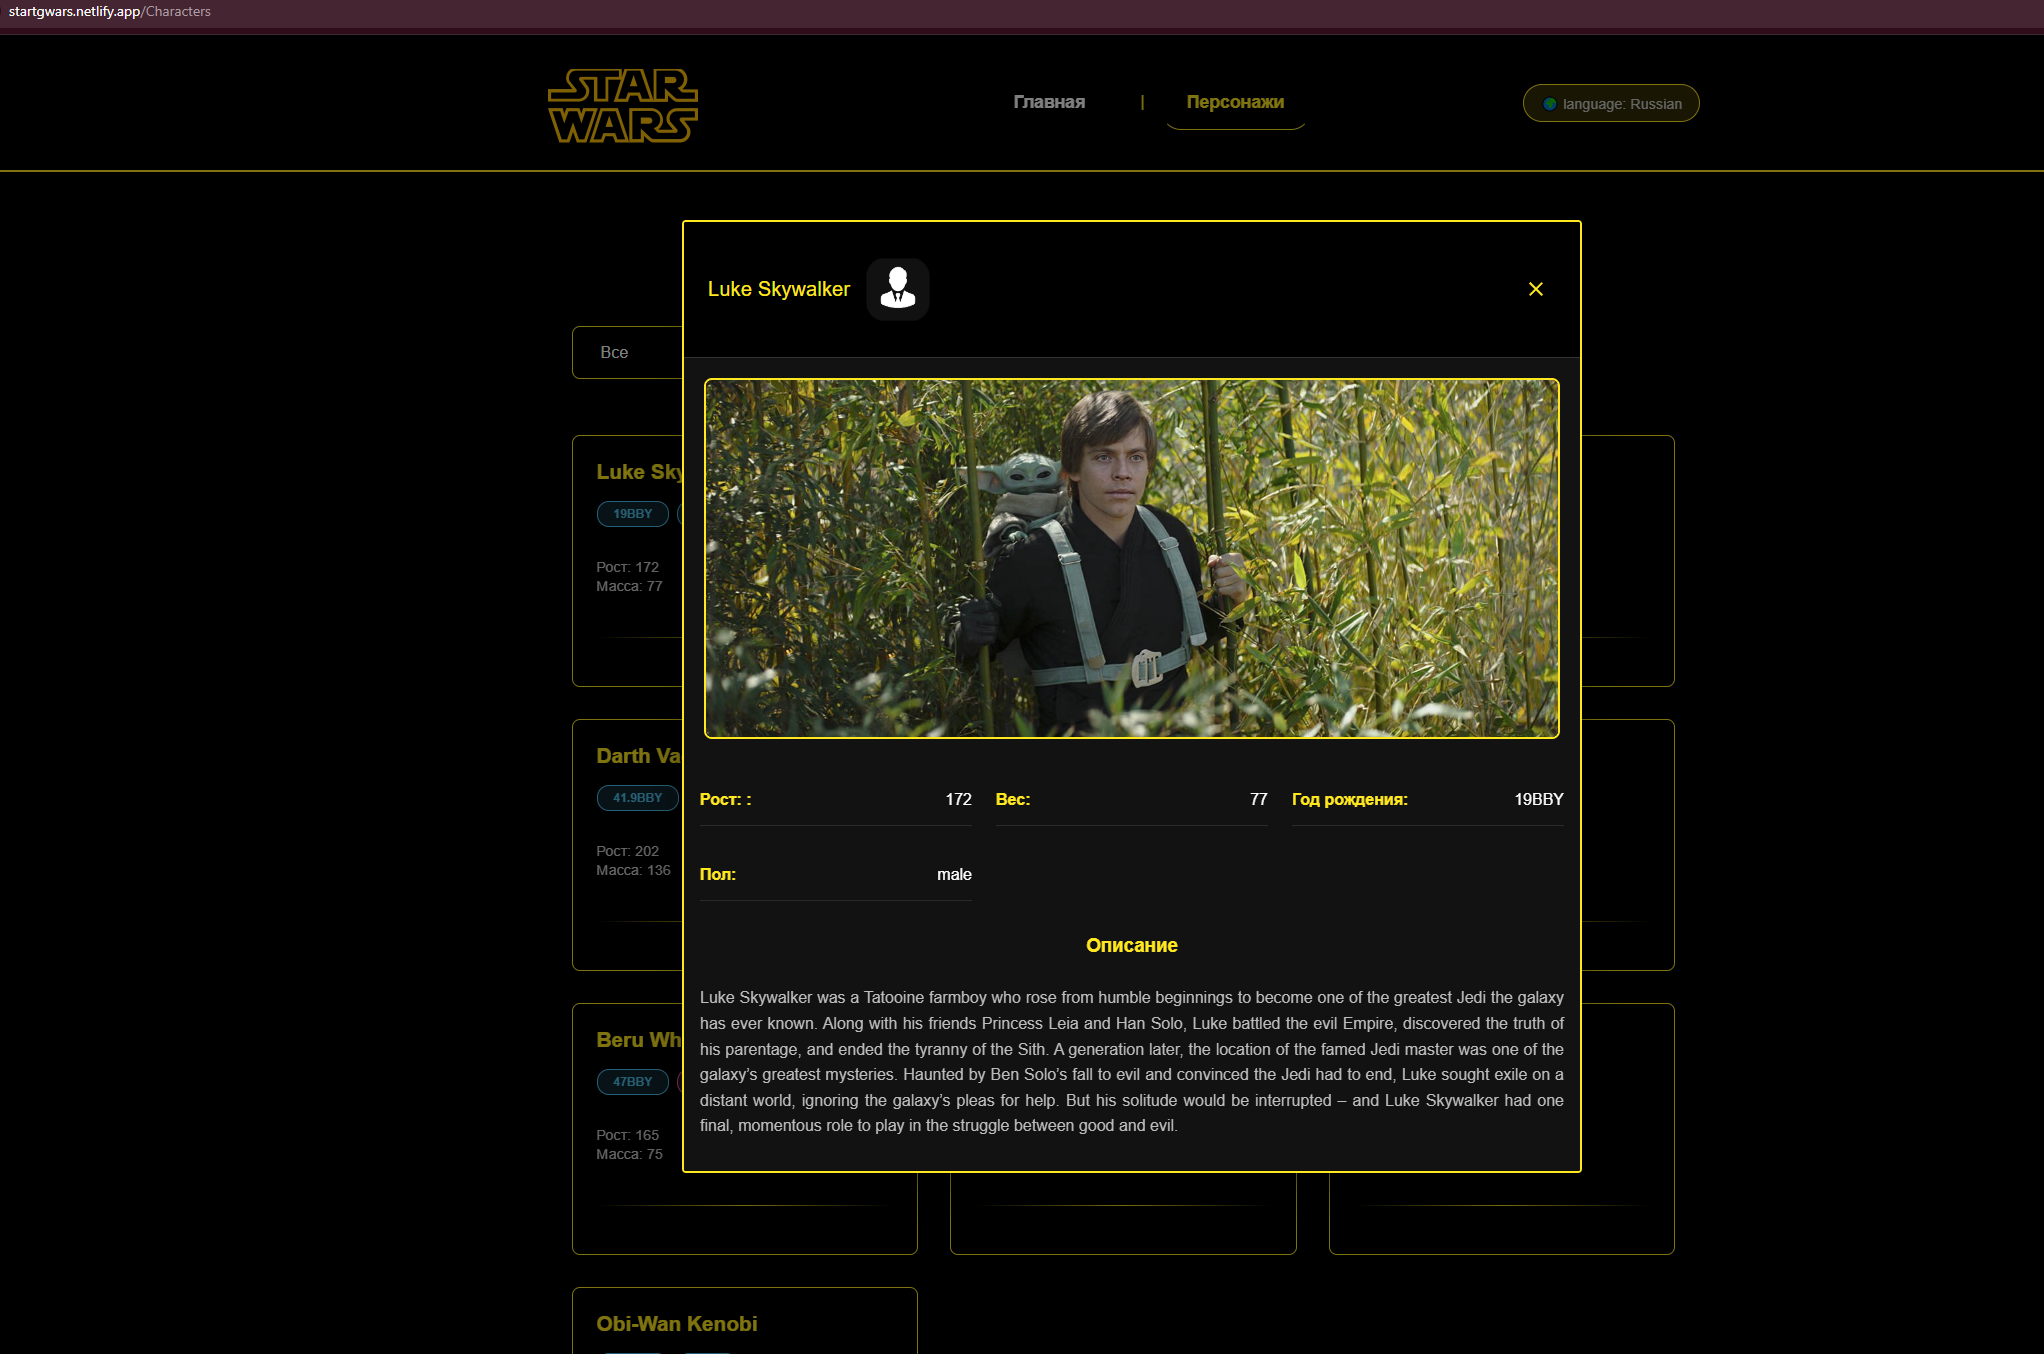 startgwars.netlify.app/Characters
STAR
WARS
Главная | Персонажи
language: Russian
Luke Skywalker
Все
Luke Sky
19BBY
Рост: 172
Масса: 77
Darth Va
41.9BBY
Рост: 202
Масса: 136
Beru Wh
47BBY
Рост: 165
Масса: 75
Obi-Wan Kenobi
Рост: : 172 Вес: 77 Год рождения: 19BBY
Пол: male
Описание
Luke Skywalker was a Tatooine farmboy who rose from humble beginnings to become one of the greatest Jedi the galaxy
has ever known. Along with his friends Princess Leia and Han Solo, Luke battled the evil Empire, discovered the truth of
his parentage, and ended the tyranny of the Sith. A generation later, the location of the famed Jedi master was one of the
galaxy’s greatest mysteries. Haunted by Ben Solo’s fall to evil and convinced the Jedi had to end, Luke sought exile on a
distant world, ignoring the galaxy’s pleas for help. But his solitude would be interrupted – and Luke Skywalker had one
final, momentous role to play in the struggle between good and evil.